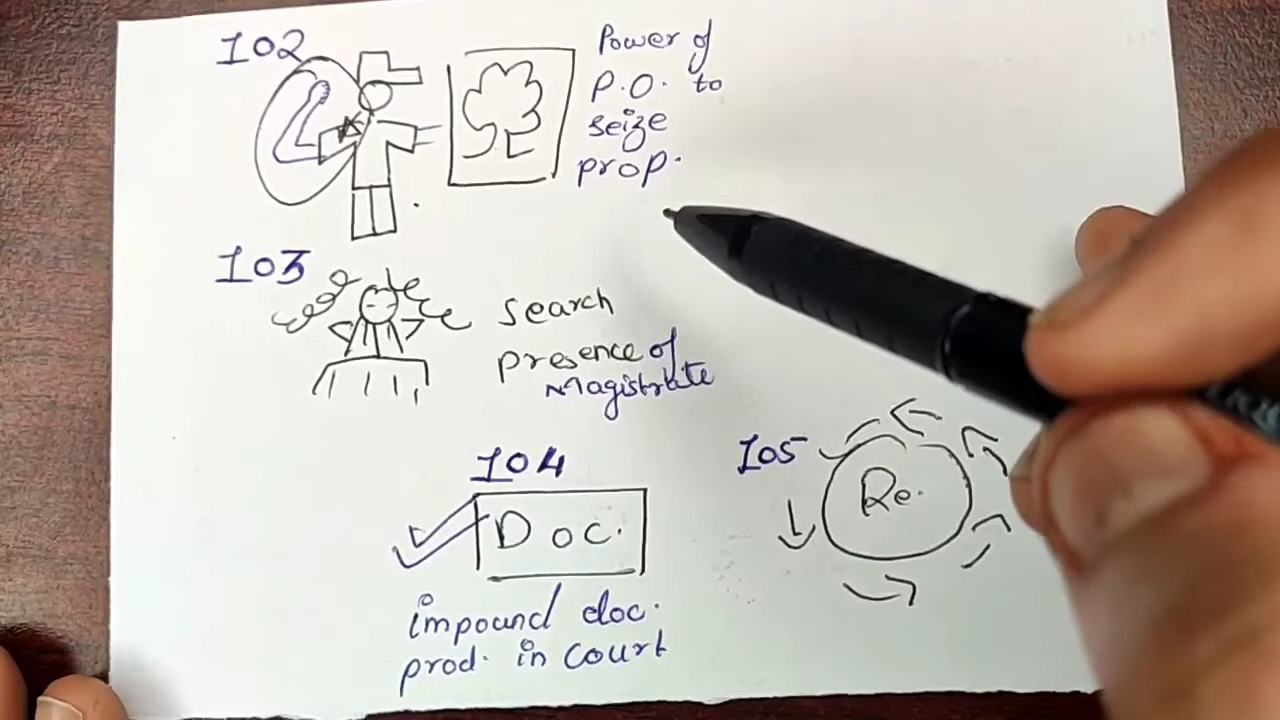 102
Power of
P.O. to
seize
prop.
103
search
presence of
Magistrate
104
Doc.
impound doc.
prod. in court
105
Re.